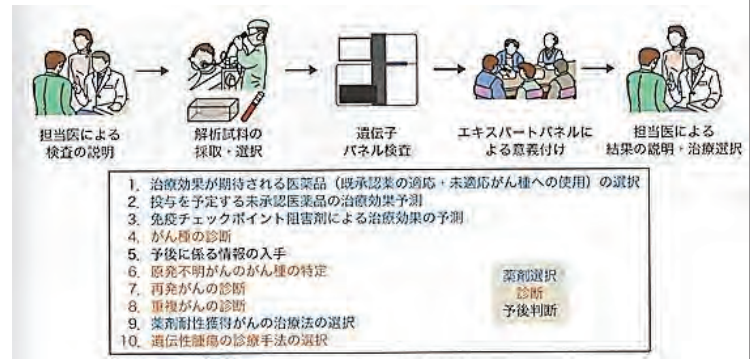 担当医による
検査の説明
解析試料の
採取・選択
遺伝子
パネル検査
エキスパートパネルに
よる意義付け
担当医による
結果の説明・治療選択
1. 治療効果が期待される医薬品（既承認薬の適応・未適応がん種への使用）の選択
2. 投与を予定する未承認医薬品の治療効果予測
3. 免疫チェックポイント阻害剤による治療効果の予測
4. がん種の診断
5. 予後に係る情報の入手
6. 原発不明がんのがん種の特定
7. 再発がんの診断
8. 重複がんの診断
9. 薬剤耐性獲得がんの治療法の選択
10. 遺伝性腫瘍の診療手法の選択
薬剤選択
診断
予後判断